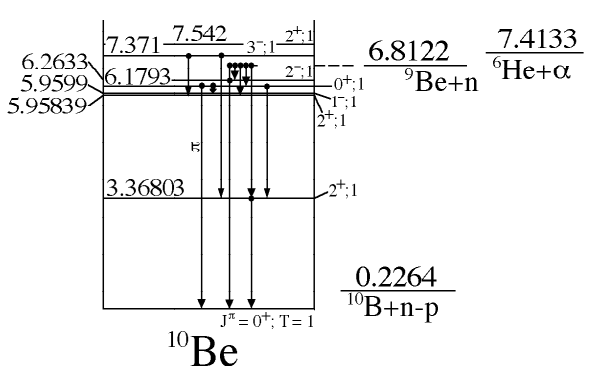 7.542
2⁺;1
7.371
3⁻;1
6.8122
⁹Be+n
7.4133
⁶He+α
6.2633
6.1793
2⁻;1
5.9599
0⁺;1
5.95839
1⁻;1
2⁺;1
π
3.36803
2⁺;1
0.2264
¹⁰B+n-p
Jᵖⁱ = 0⁺; T = 1
¹⁰Be